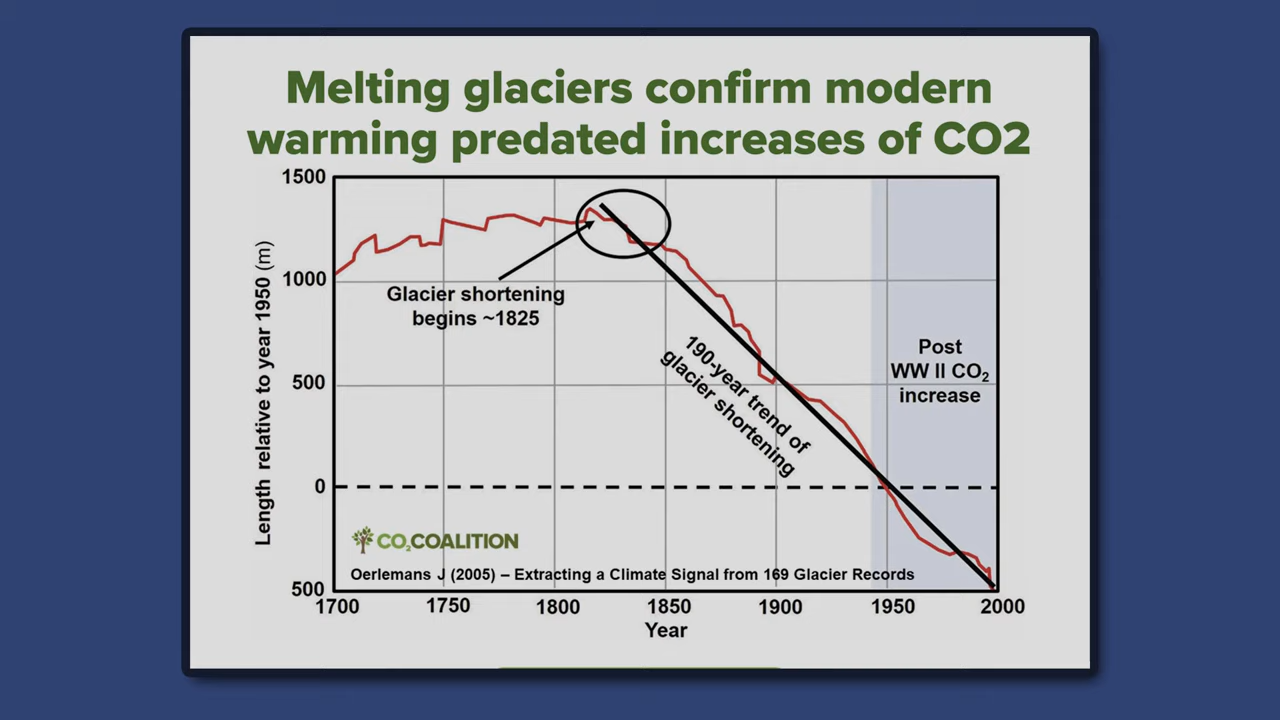 Melting glaciers confirm modern
warming predated increases of CO2
1500
1000
500
0
500
Length relative to year 1950 (m)
Glacier shortening
begins ~1825
190-year trend of
glacier shortening
Post
WW II CO₂
increase
CO₂COALITION
Oerlemans J (2005) – Extracting a Climate Signal from 169 Glacier Records
1700 1750 1800 1850 1900 1950 2000
Year